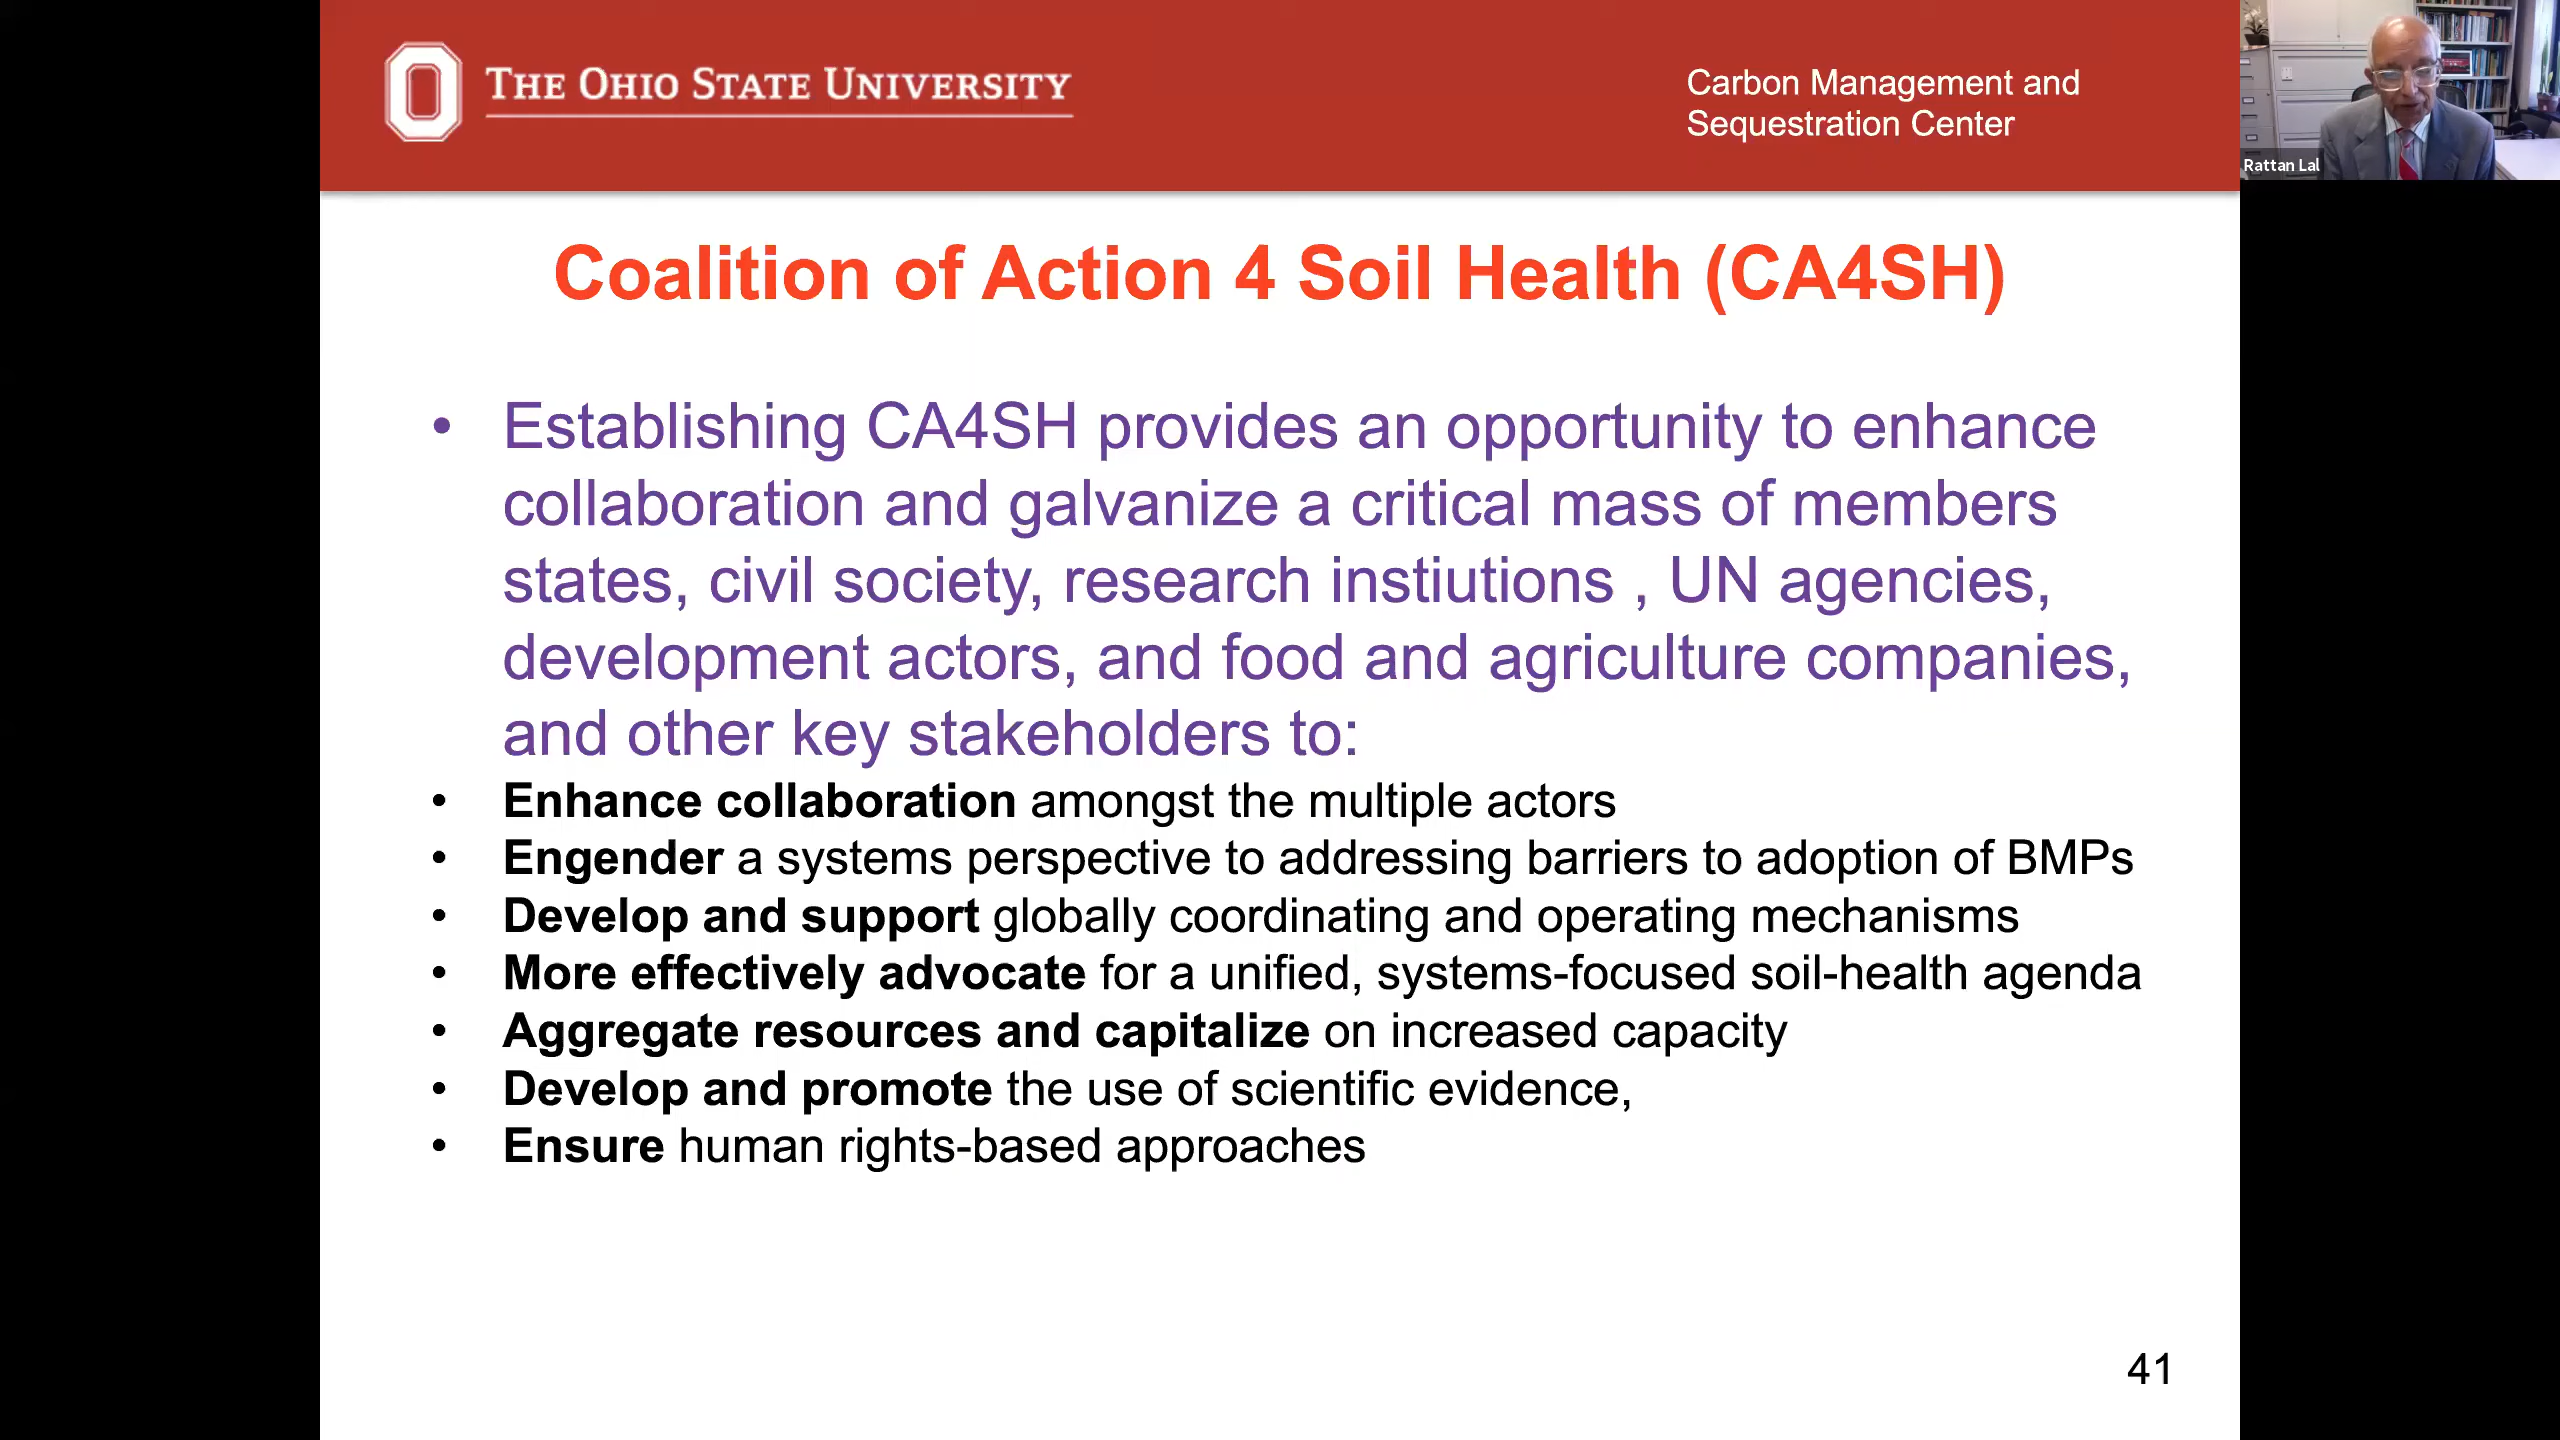 THE OHIO STATE UNIVERSITY
Carbon Management and
Sequestration Center
Rattan Lal
Coalition of Action 4 Soil Health (CA4SH)
• Establishing CA4SH provides an opportunity to enhance
collaboration and galvanize a critical mass of members
states, civil society, research instiutions , UN agencies,
development actors, and food and agriculture companies,
and other key stakeholders to:
• Enhance collaboration amongst the multiple actors
• Engender a systems perspective to addressing barriers to adoption of BMPs
• Develop and support globally coordinating and operating mechanisms
• More effectively advocate for a unified, systems-focused soil-health agenda
• Aggregate resources and capitalize on increased capacity
• Develop and promote the use of scientific evidence,
• Ensure human rights-based approaches
41